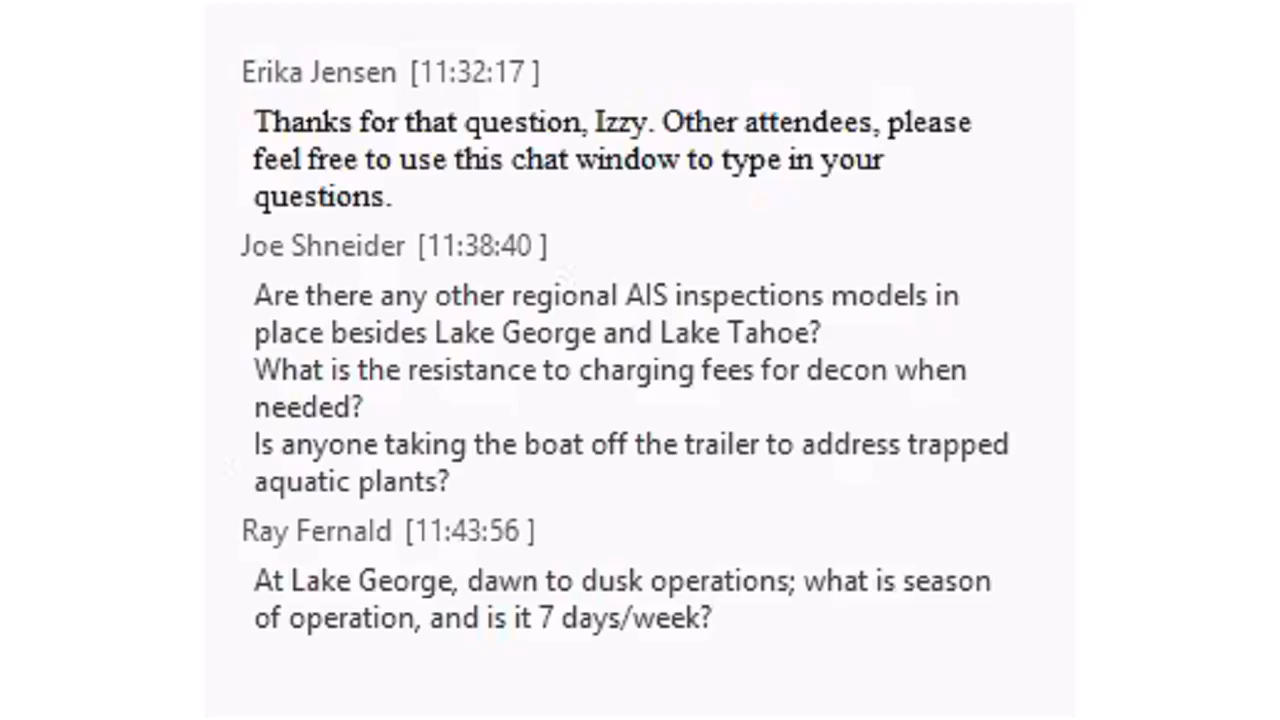 Erika Jensen [11:32:17 ]
Thanks for that question, Izzy. Other attendees, please
feel free to use this chat window to type in your
questions.
Joe Shneider [11:38:40 ]
Are there any other regional AIS inspections models in
place besides Lake George and Lake Tahoe?
What is the resistance to charging fees for decon when
needed?
Is anyone taking the boat off the trailer to address trapped
aquatic plants?
Ray Fernald [11:43:56 ]
At Lake George, dawn to dusk operations; what is season
of operation, and is it 7 days/week?